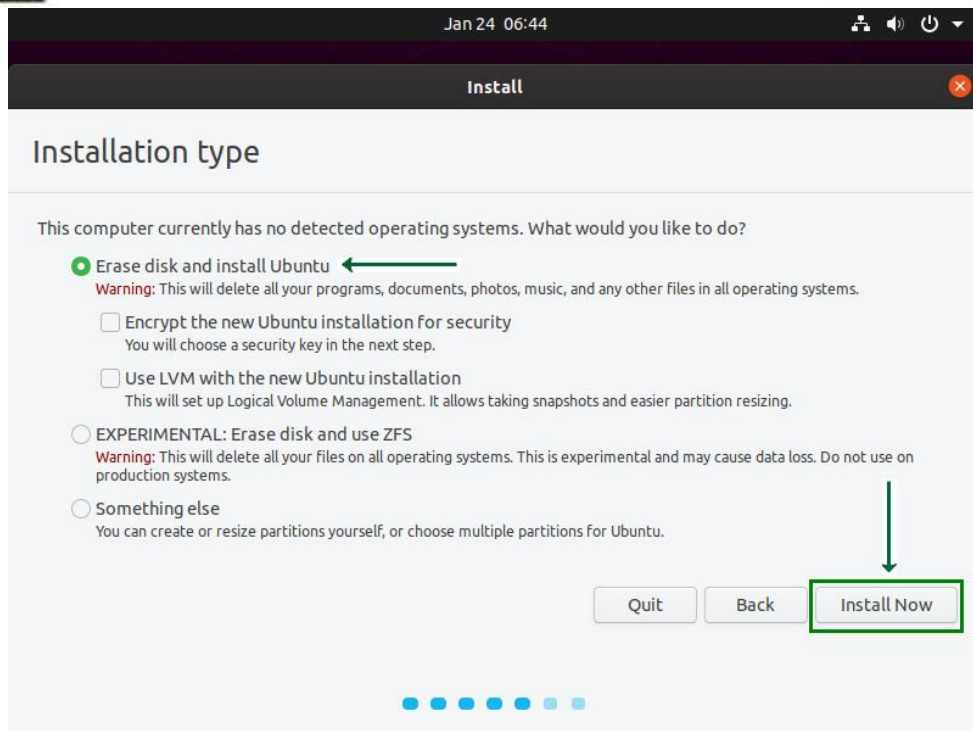 Jan 24 06:44
Install
Installation type
This computer currently has no detected operating systems. What would you like to do?
Erase disk and install Ubuntu
Warning: This will delete all your programs, documents, photos, music, and any other files in all operating systems.
Encrypt the new Ubuntu installation for security
You will choose a security key in the next step.
Use LVM with the new Ubuntu installation
This will set up Logical Volume Management. It allows taking snapshots and easier partition resizing.
EXPERIMENTAL: Erase disk and use ZFS
Warning: This will delete all your files on all operating systems. This is experimental and may cause data loss. Do not use on
production systems.
Something else
You can create or resize partitions yourself, or choose multiple partitions for Ubuntu.
Quit Back Install Now